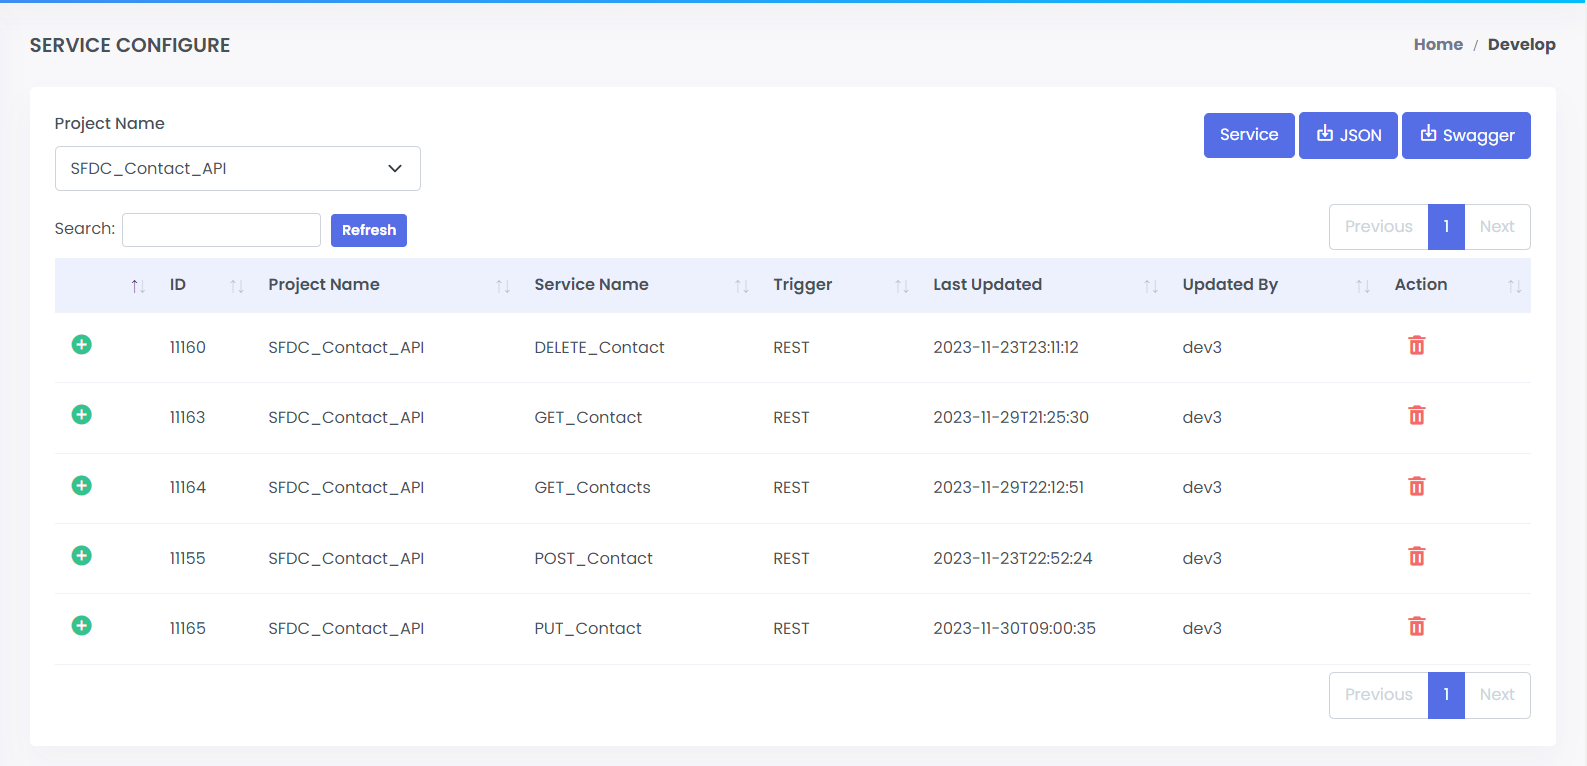 SERVICE CONFIGURE
Home / Develop
Project Name
Service JSON Swagger
SFDC_Contact_API
Search: Refresh
Previous 1 Next
ID Project Name Service Name Trigger Last Updated Updated By Action
11160 SFDC_Contact_API DELETE_Contact REST 2023-11-23T23:11:12 dev3
11163 SFDC_Contact_API GET_Contact REST 2023-11-29T21:25:30 dev3
11164 SFDC_Contact_API GET_Contacts REST 2023-11-29T22:12:51 dev3
11155 SFDC_Contact_API POST_Contact REST 2023-11-23T22:52:24 dev3
11165 SFDC_Contact_API PUT_Contact REST 2023-11-30T09:00:35 dev3
Previous 1 Next